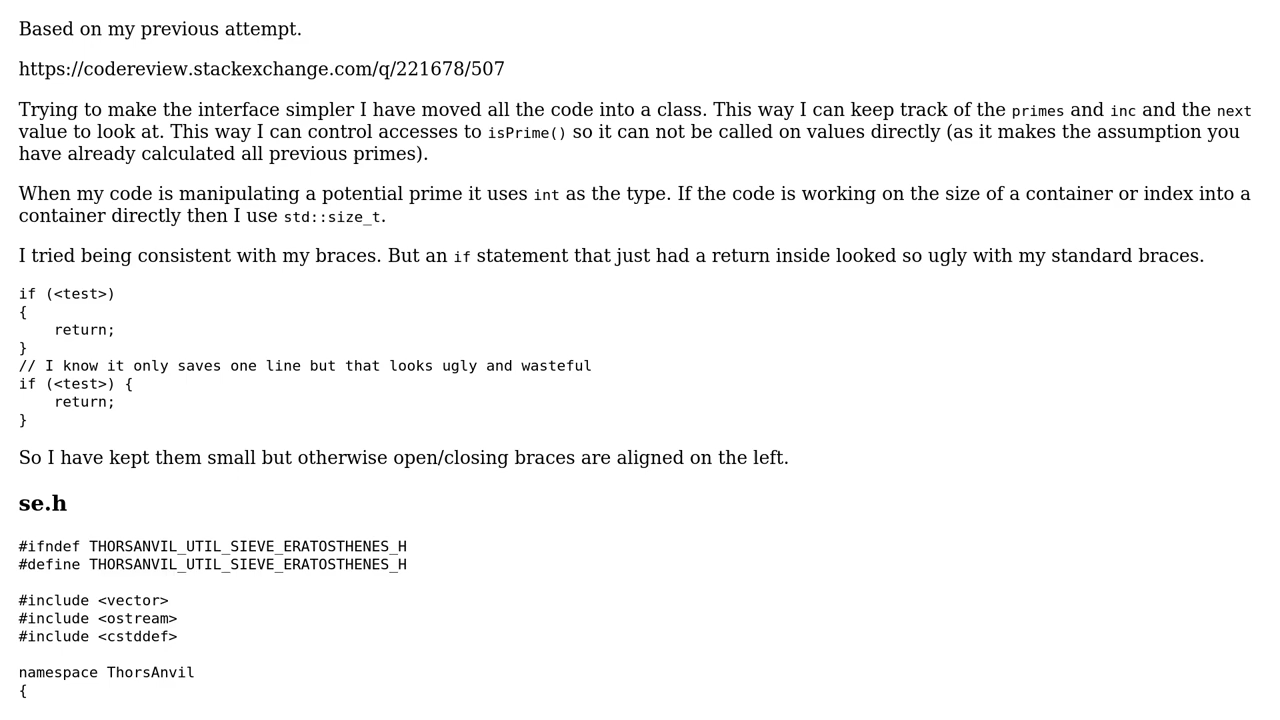 Based on my previous attempt.
https://codereview.stackexchange.com/q/221678/507
Trying to make the interface simpler I have moved all the code into a class. This way I can keep track of the primes and inc and the next
value to look at. This way I can control accesses to isPrime() so it can not be called on values directly (as it makes the assumption you
have already calculated all previous primes).
When my code is manipulating a potential prime it uses int as the type. If the code is working on the size of a container or index into a
container directly then I use std::size_t.
I tried being consistent with my braces. But an if statement that just had a return inside looked so ugly with my standard braces.
if (<test>)
{
    return;
}
// I know it only saves one line but that looks ugly and wasteful
if (<test>) {
    return;
}
So I have kept them small but otherwise open/closing braces are aligned on the left.
se.h
#ifndef THORSANVIL_UTIL_SIEVE_ERATOSTHENES_H
#define THORSANVIL_UTIL_SIEVE_ERATOSTHENES_H
#include <vector>
#include <ostream>
#include <cstddef>
namespace ThorsAnvil
{